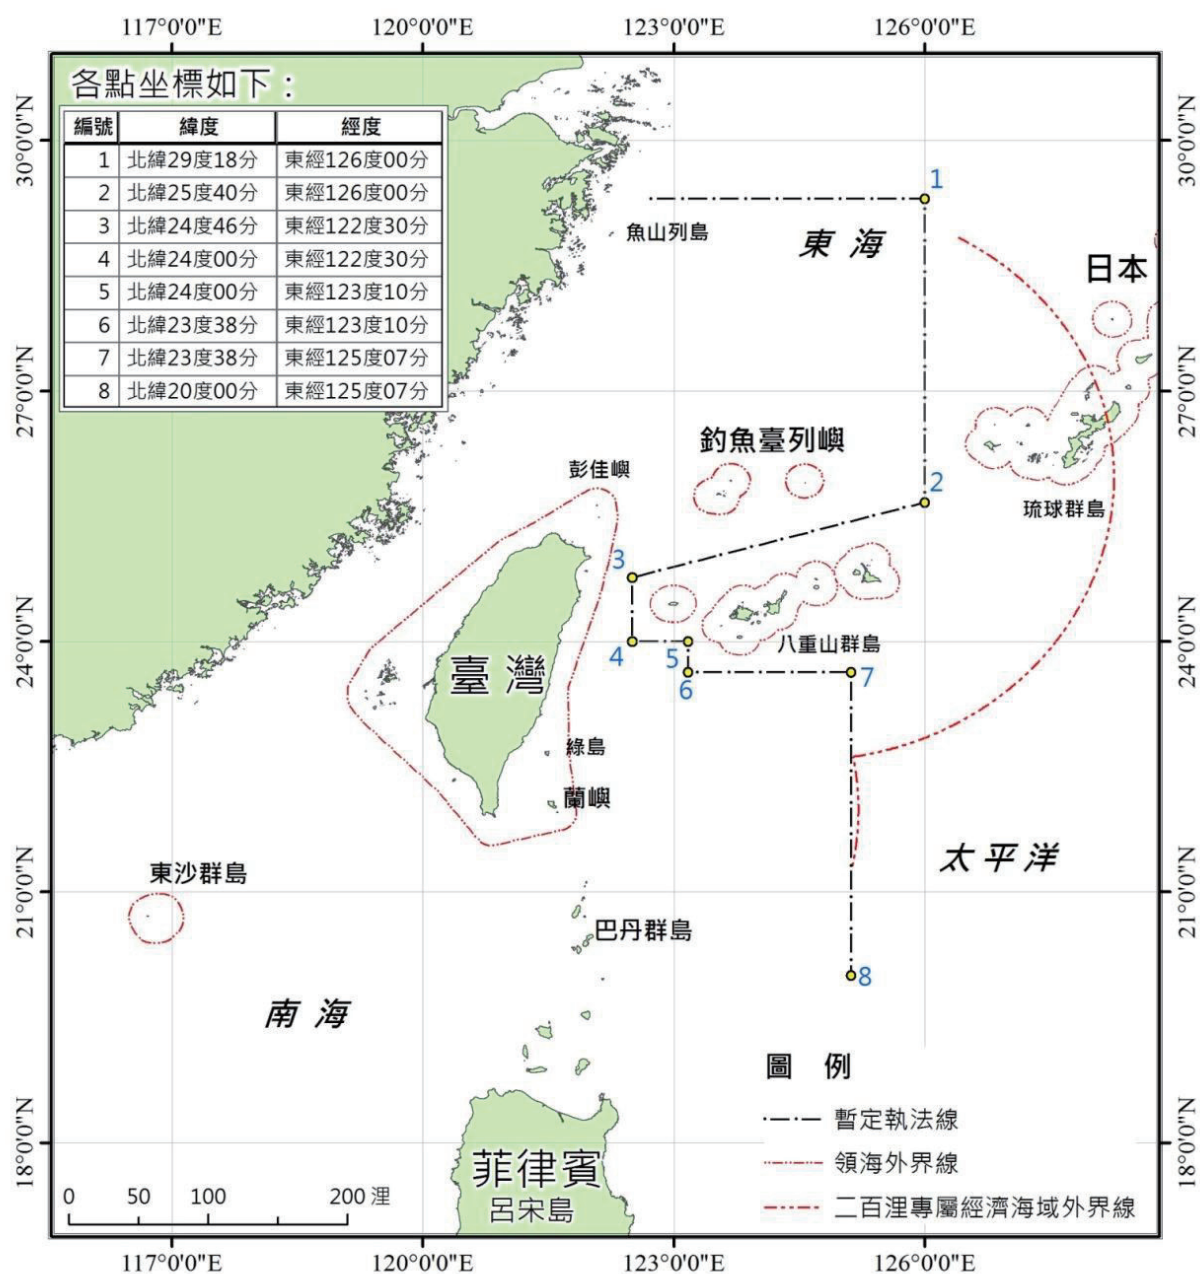 117°0'0"E 120°0'0"E 123°0'0"E 126°0'0"E
各點坐標如下：
編號 緯度 經度
1 北緯29度18分 東經126度00分
2 北緯25度40分 東經126度00分
3 北緯24度46分 東經122度30分
4 北緯24度00分 東經122度30分
5 北緯24度00分 東經123度10分
6 北緯23度38分 東經123度10分
7 北緯23度38分 東經125度07分
8 北緯20度00分 東經125度07分
30°0'0"N
30°0'0"N
1
魚山列島
東海
日本
27°0'0"N
27°0'0"N
釣魚臺列嶼
彭佳嶼
2
琉球群島
3
24°0'0"N
24°0'0"N
4
5
八重山群島
6
7
臺灣
綠島
蘭嶼
太平洋
東沙群島
21°0'0"N
21°0'0"N
巴丹群島
8
南海
圖例
暫定執法線
領海外界線
二百浬專屬經濟海域外界線
18°0'0"N
18°0'0"N
菲律賓
呂宋島
0 50 100 200 浬
117°0'0"E 120°0'0"E 123°0'0"E 126°0'0"E